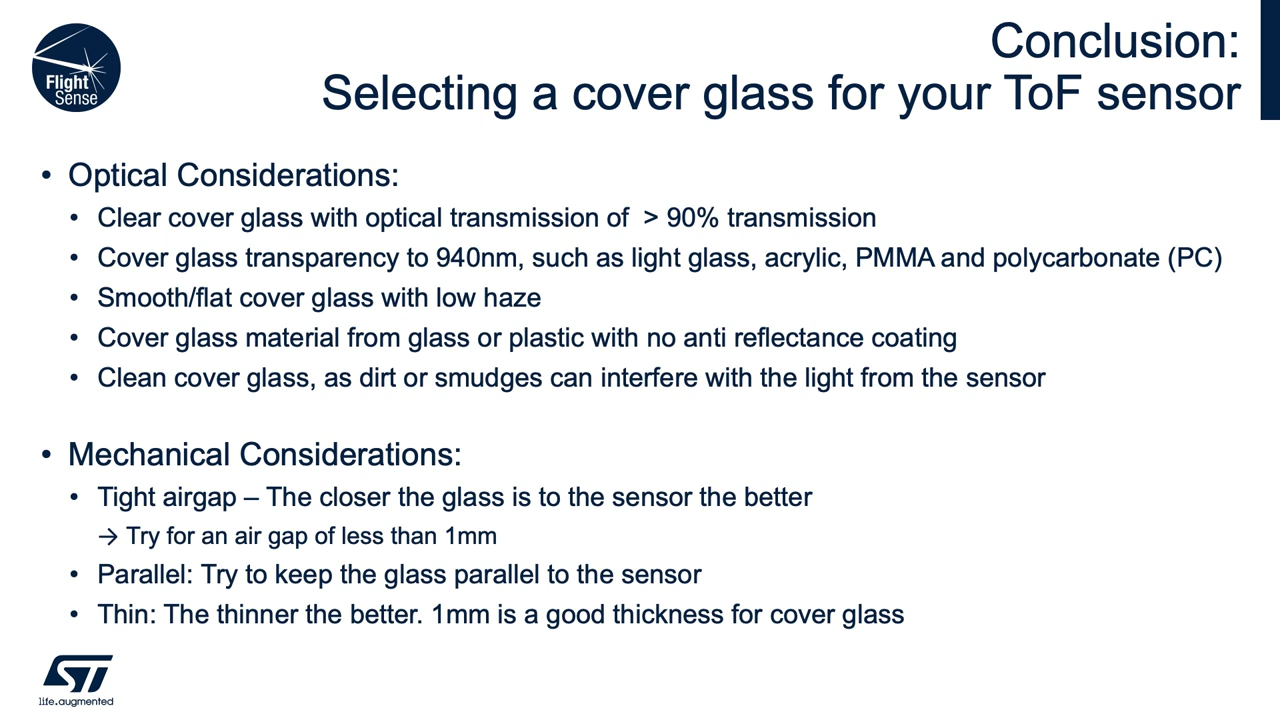 Flight
Sense
Conclusion:
Selecting a cover glass for your ToF sensor
• Optical Considerations:
• Clear cover glass with optical transmission of > 90% transmission
• Cover glass transparency to 940nm, such as light glass, acrylic, PMMA and polycarbonate (PC)
• Smooth/flat cover glass with low haze
• Cover glass material from glass or plastic with no anti reflectance coating
• Clean cover glass, as dirt or smudges can interfere with the light from the sensor
• Mechanical Considerations:
• Tight airgap – The closer the glass is to the sensor the better
→ Try for an air gap of less than 1mm
• Parallel: Try to keep the glass parallel to the sensor
• Thin: The thinner the better. 1mm is a good thickness for cover glass
ST
life.augmented